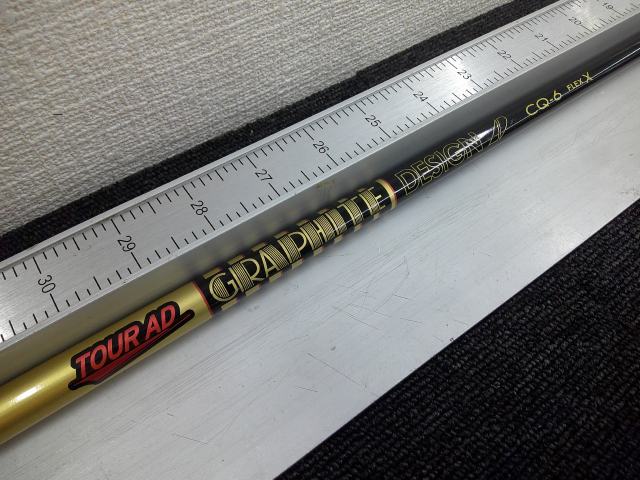 TOUR AD
GRAPHITE DESIGN
CQ-6 FLEX X
30 29 28 27 26 25 24 23 22 21 20 19